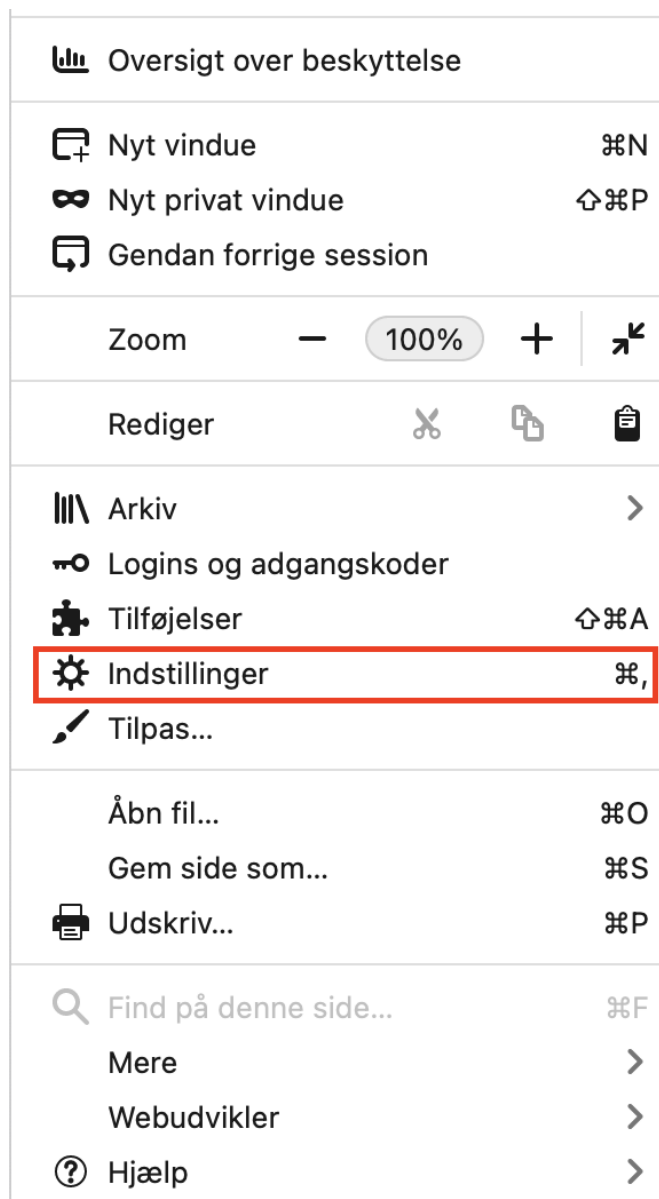 Oversigt over beskyttelse
Nyt vindue ⌘N
Nyt privat vindue ⇧⌘P
Gendan forrige session
Zoom − 100% +
Rediger
Arkiv
Logins og adgangskoder
Tilføjelser ⇧⌘A
Indstillinger ⌘,
Tilpas...
Åbn fil... ⌘O
Gem side som... ⌘S
Udskriv... ⌘P
Find på denne side... ⌘F
Mere
Webudvikler
Hjælp